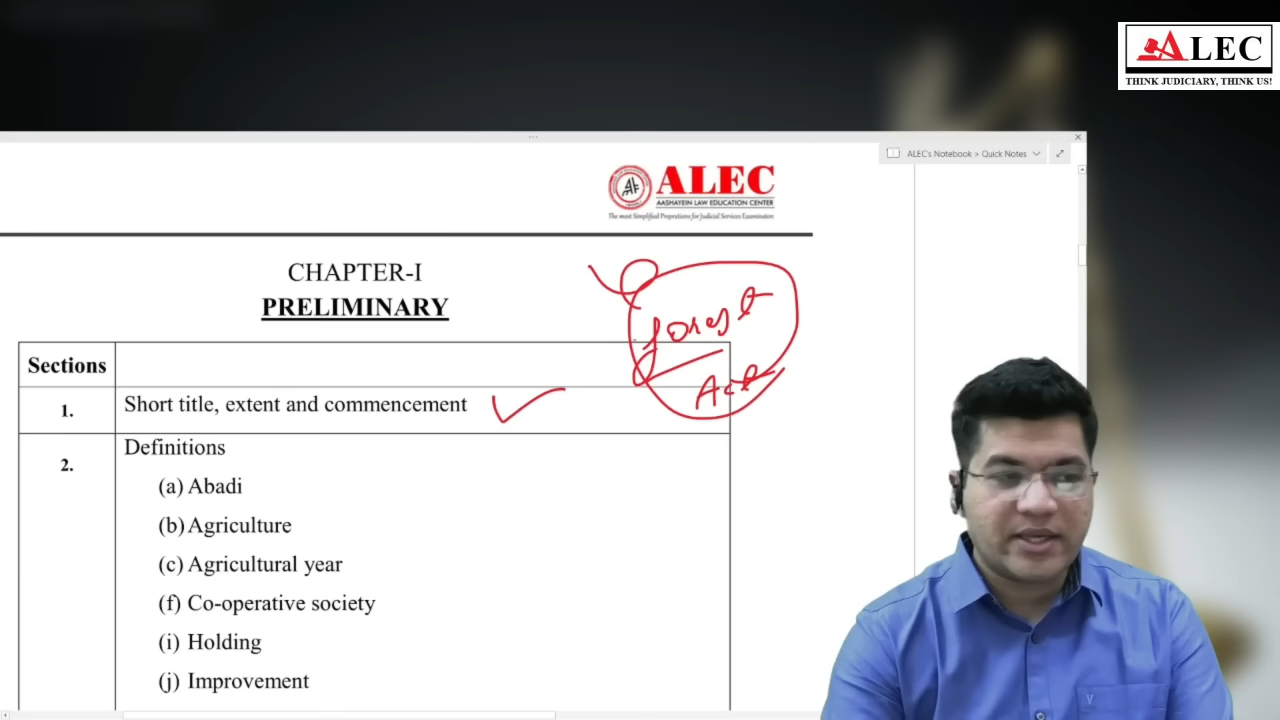 ALEC
THINK JUDICIARY, THINK US!
ALEC's Notebook > Quick Notes
ALEC
AASHAYEIN LAW EDUCATION CENTER
The most Simplified Preprations for Judicial Services Examinaton
CHAPTER-I
PRELIMINARY
forest
Act
Sections
1. Short title, extent and commencement
2. Definitions
(a) Abadi
(b) Agriculture
(c) Agricultural year
(f) Co-operative society
(i) Holding
(j) Improvement